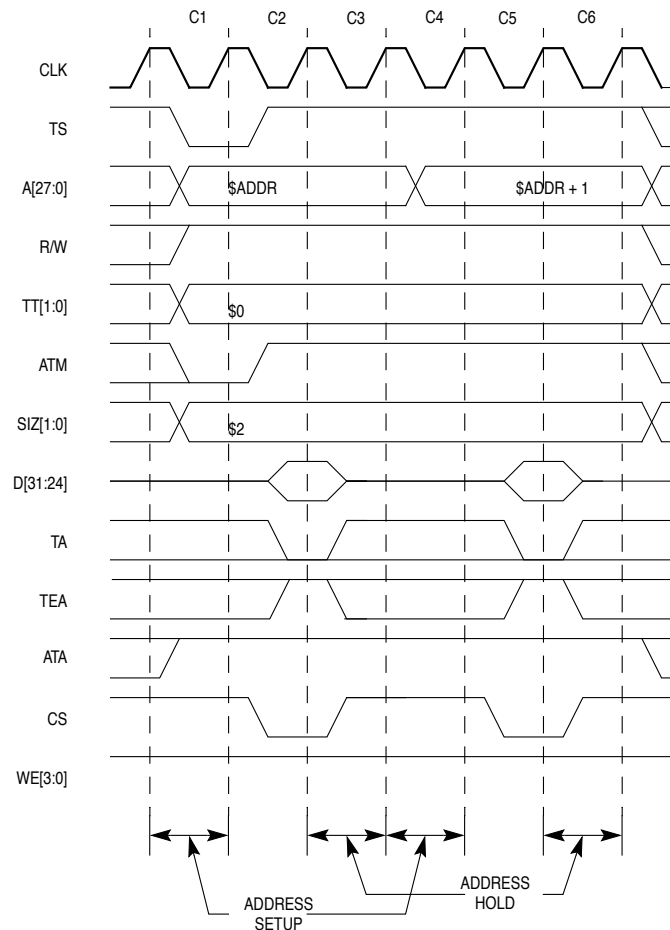 C1 C2 C3 C4 C5 C6
CLK
TS
A[27:0] $ADDR $ADDR + 1
R/W
TT[1:0] $0
ATM
SIZ[1:0] $2
D[31:24]
TA
TEA
ATA
CS
WE[3:0]
ADDRESS
SETUP
ADDRESS
HOLD